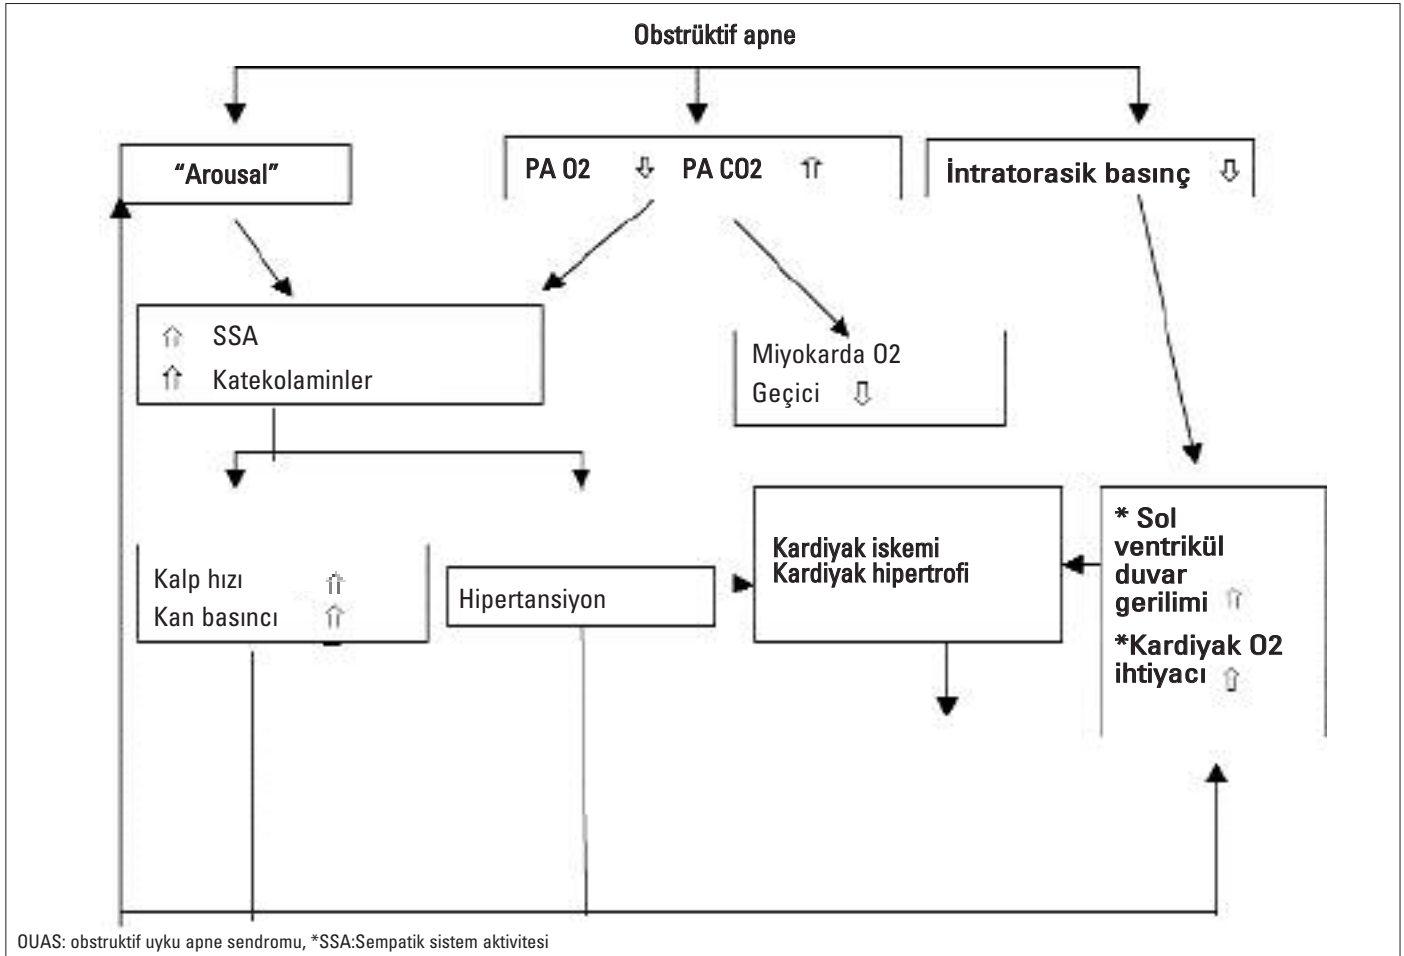 Obstrüktif apne
“Arousal”
PA O2 ⇩ PA CO2 ⇧
İntratorasik basınç ⇩
⇧ SSA
⇧ Katekolaminler
Miyokarda O2
Geçici ⇩
Kalp hızı ⇧
Kan basıncı ⇧
Hipertansiyon
Kardiyak iskemi
Kardiyak hipertrofi
* Sol
ventrikül
duvar
gerilimi ⇧
*Kardiyak O2
ihtiyacı ⇧
OUAS: obstruktif uyku apne sendromu, *SSA:Sempatik sistem aktivitesi